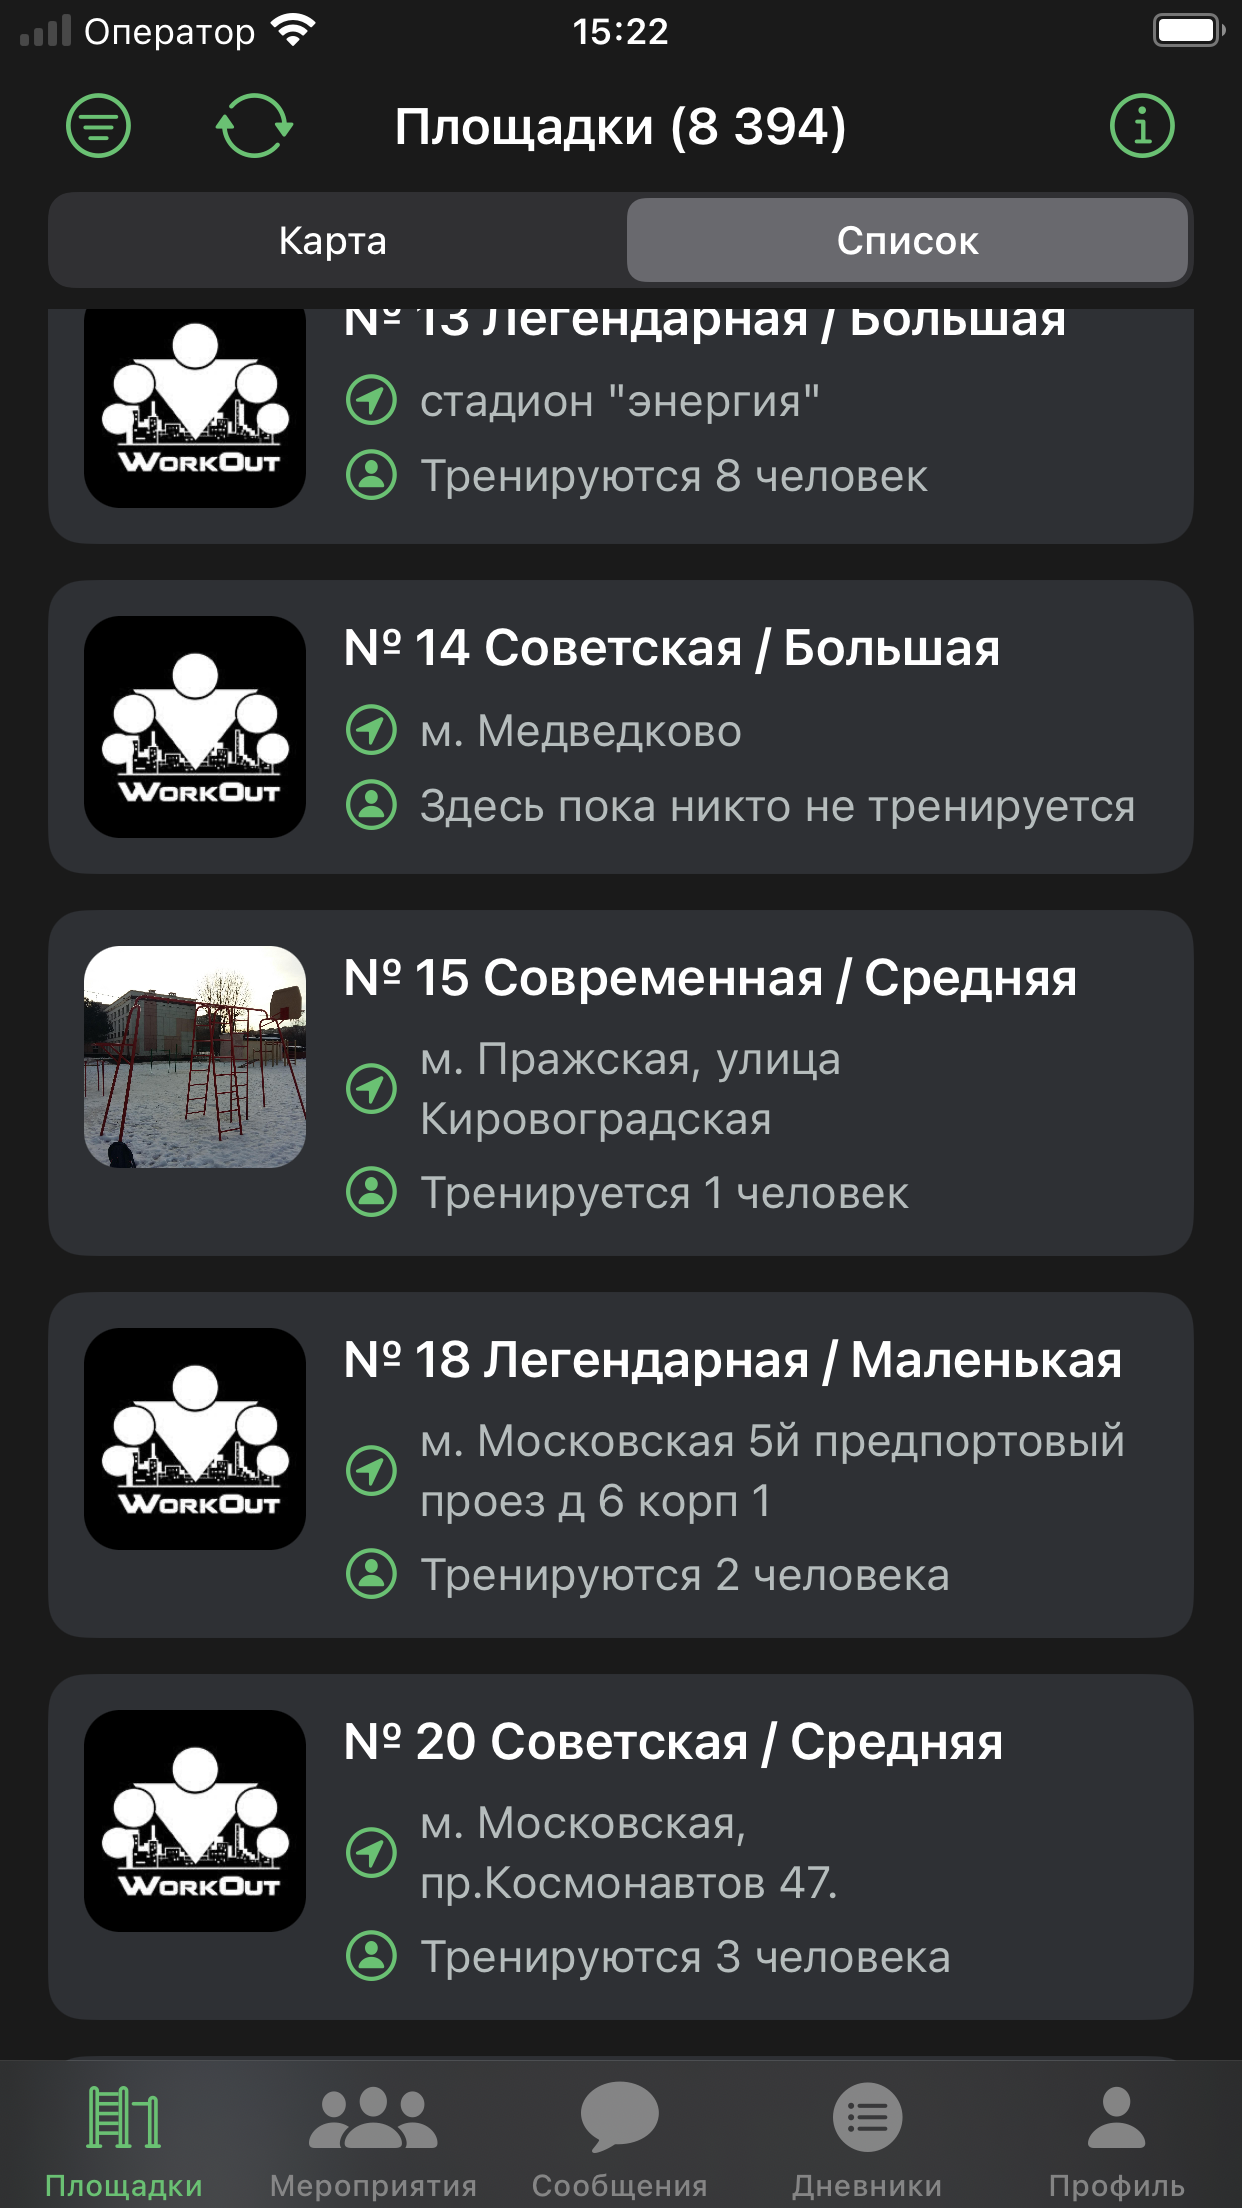 Оператор
15:22
Площадки (8 394)
Карта
Список
№ 13 Легендарная / Большая
WORKOUT
стадион "энергия"
Тренируются 8 человек
№ 14 Советская / Большая
WORKOUT
м. Медведково
Здесь пока никто не тренируется
№ 15 Современная / Средняя
м. Пражская, улица
Кировоградская
Тренируется 1 человек
№ 18 Легендарная / Маленькая
WORKOUT
м. Московская 5й предпортовый
проез д 6 корп 1
Тренируются 2 человека
№ 20 Советская / Средняя
WORKOUT
м. Московская,
пр.Космонавтов 47.
Тренируются 3 человека
Площадки
Мероприятия
Сообщения
Дневники
Профиль